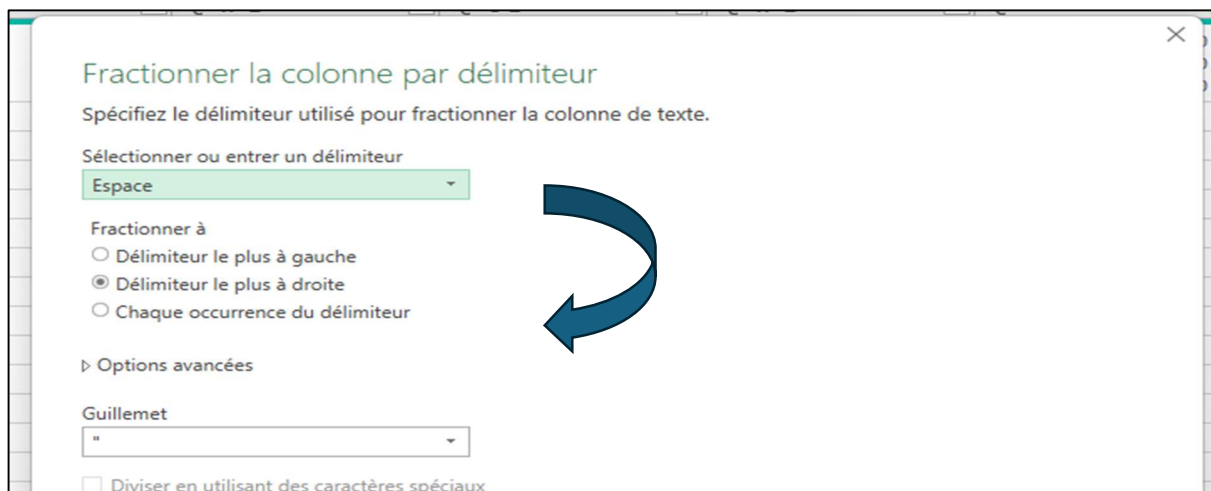 Fractionner la colonne par délimiteur
Spécifiez le délimiteur utilisé pour fractionner la colonne de texte.
Sélectionner ou entrer un délimiteur
Espace
Fractionner à
Délimiteur le plus à gauche
Délimiteur le plus à droite
Chaque occurrence du délimiteur
Options avancées
Guillemet
"
Diviser en utilisant des caractères spéciaux